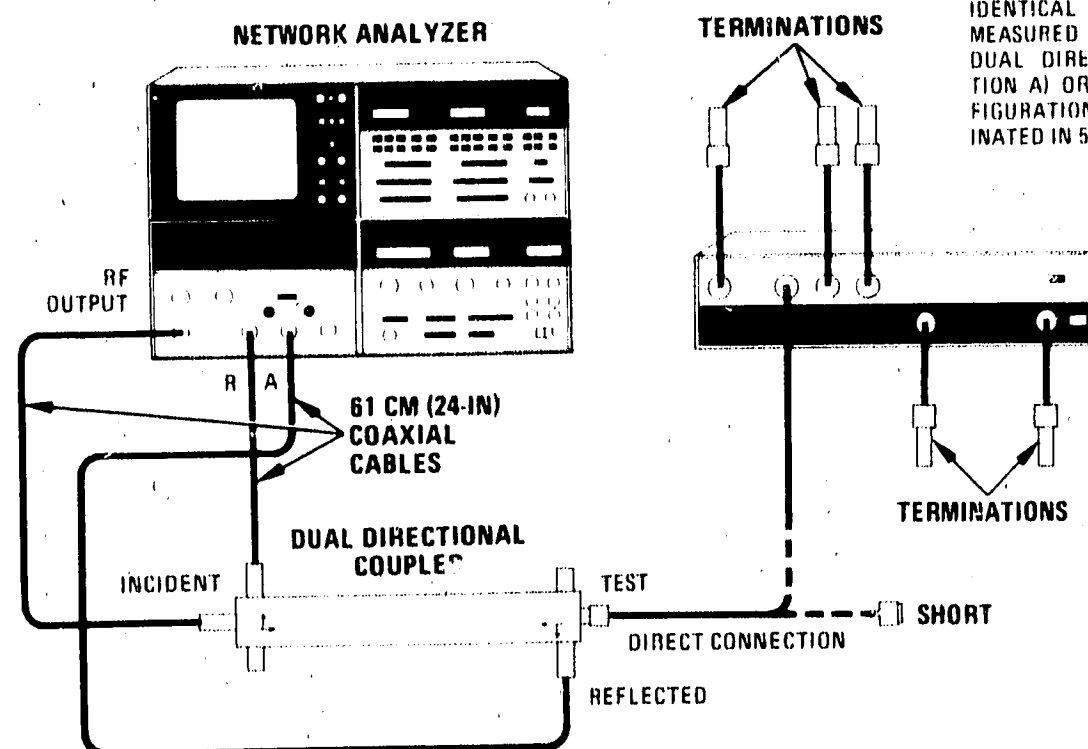 NETWORK ANALYZER
TERMINATIONS
IDENTICAL
MEASURED
DUAL DIRE
TION A) OR
FIGURATION
INATED IN 5
RF
OUTPUT
R A
61 CM (24-IN)
COAXIAL
CABLES
TERMINATIONS
DUAL DIRECTIONAL
COUPLER
INCIDENT
TEST
SHORT
DIRECT CONNECTION
REFLECTED